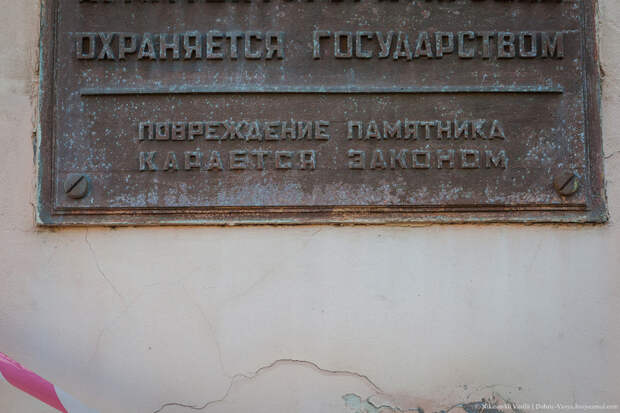 ОХРАНЯЕТСЯ ГОСУДАРСТВОМ
ПОВРЕЖДЕНИЕ ПАМЯТНИКА
КАРАЕТСЯ ЗАКОНОМ